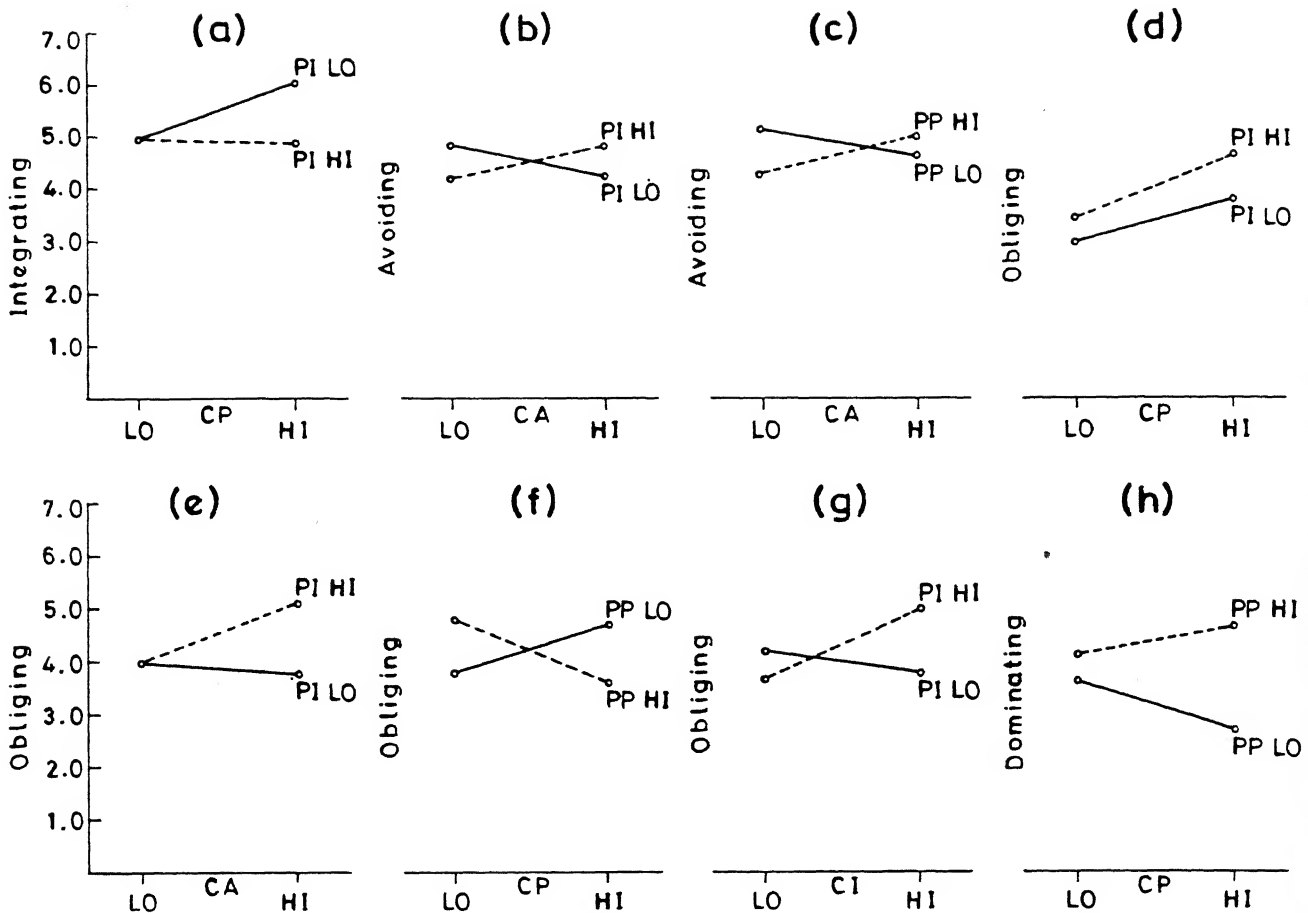 (a)
(b)
(c)
(d)
Integrating
7.0
6.0
5.0
4.0
3.0
2.0
1.0
PI LO
PI HI
LO
CP
HI
Avoiding
PI HI
PI LO
LO
CA
HI
Avoiding
PP HI
PP LO
LO
CA
HI
Obliging
PI HI
PI LO
LO
CP
HI
(e)
(f)
(g)
(h)
Obliging
7.0
6.0
5.0
4.0
3.0
2.0
1.0
PI HI
PI LO
LO
CA
HI
Obliging
PP LO
PP HI
LO
CP
HI
Obliging
PI HI
PI LO
LO
CI
HI
Dominating
PP HI
PP LO
LO
CP
HI